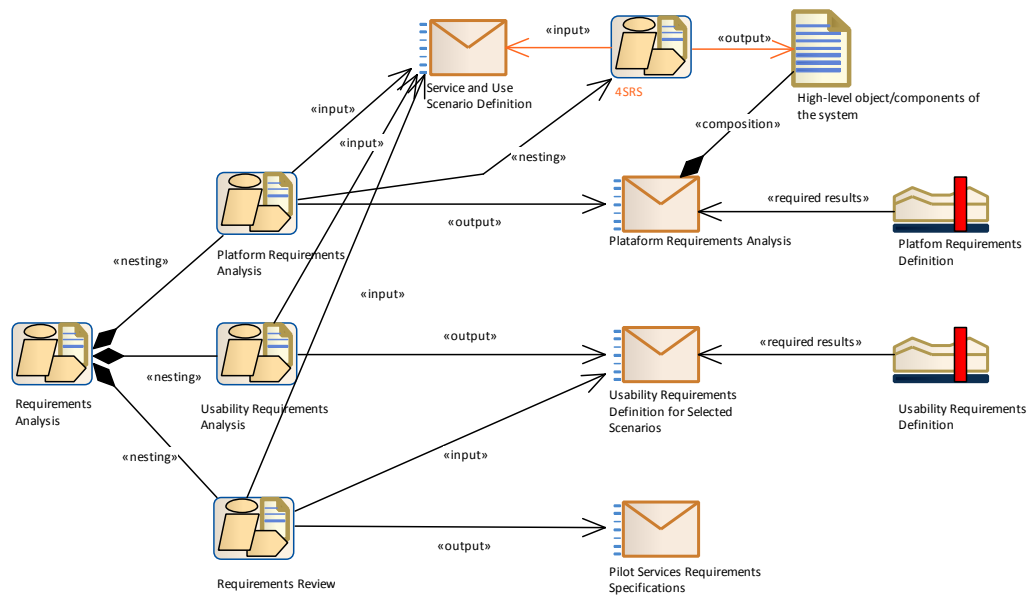 «input»
«output»
Service and Use
Scenario Definition
4SRS
High-level object/components of
the system
«input»
«composition»
«input»
«nesting»
«required results»
«output»
Platform Requirements
Analysis
Plataform Requirements Analysis
Platfom Requirements
Definition
«nesting»
«input»
«output»
«required results»
«nesting»
Requirements
Analysis
Usability Requirements
Analysis
Usability Requirements
Definition for Selected
Scenarios
Usability Requirements
Definition
«nesting»
«input»
«output»
Requirements Review
Pilot Services Requirements
Specifications